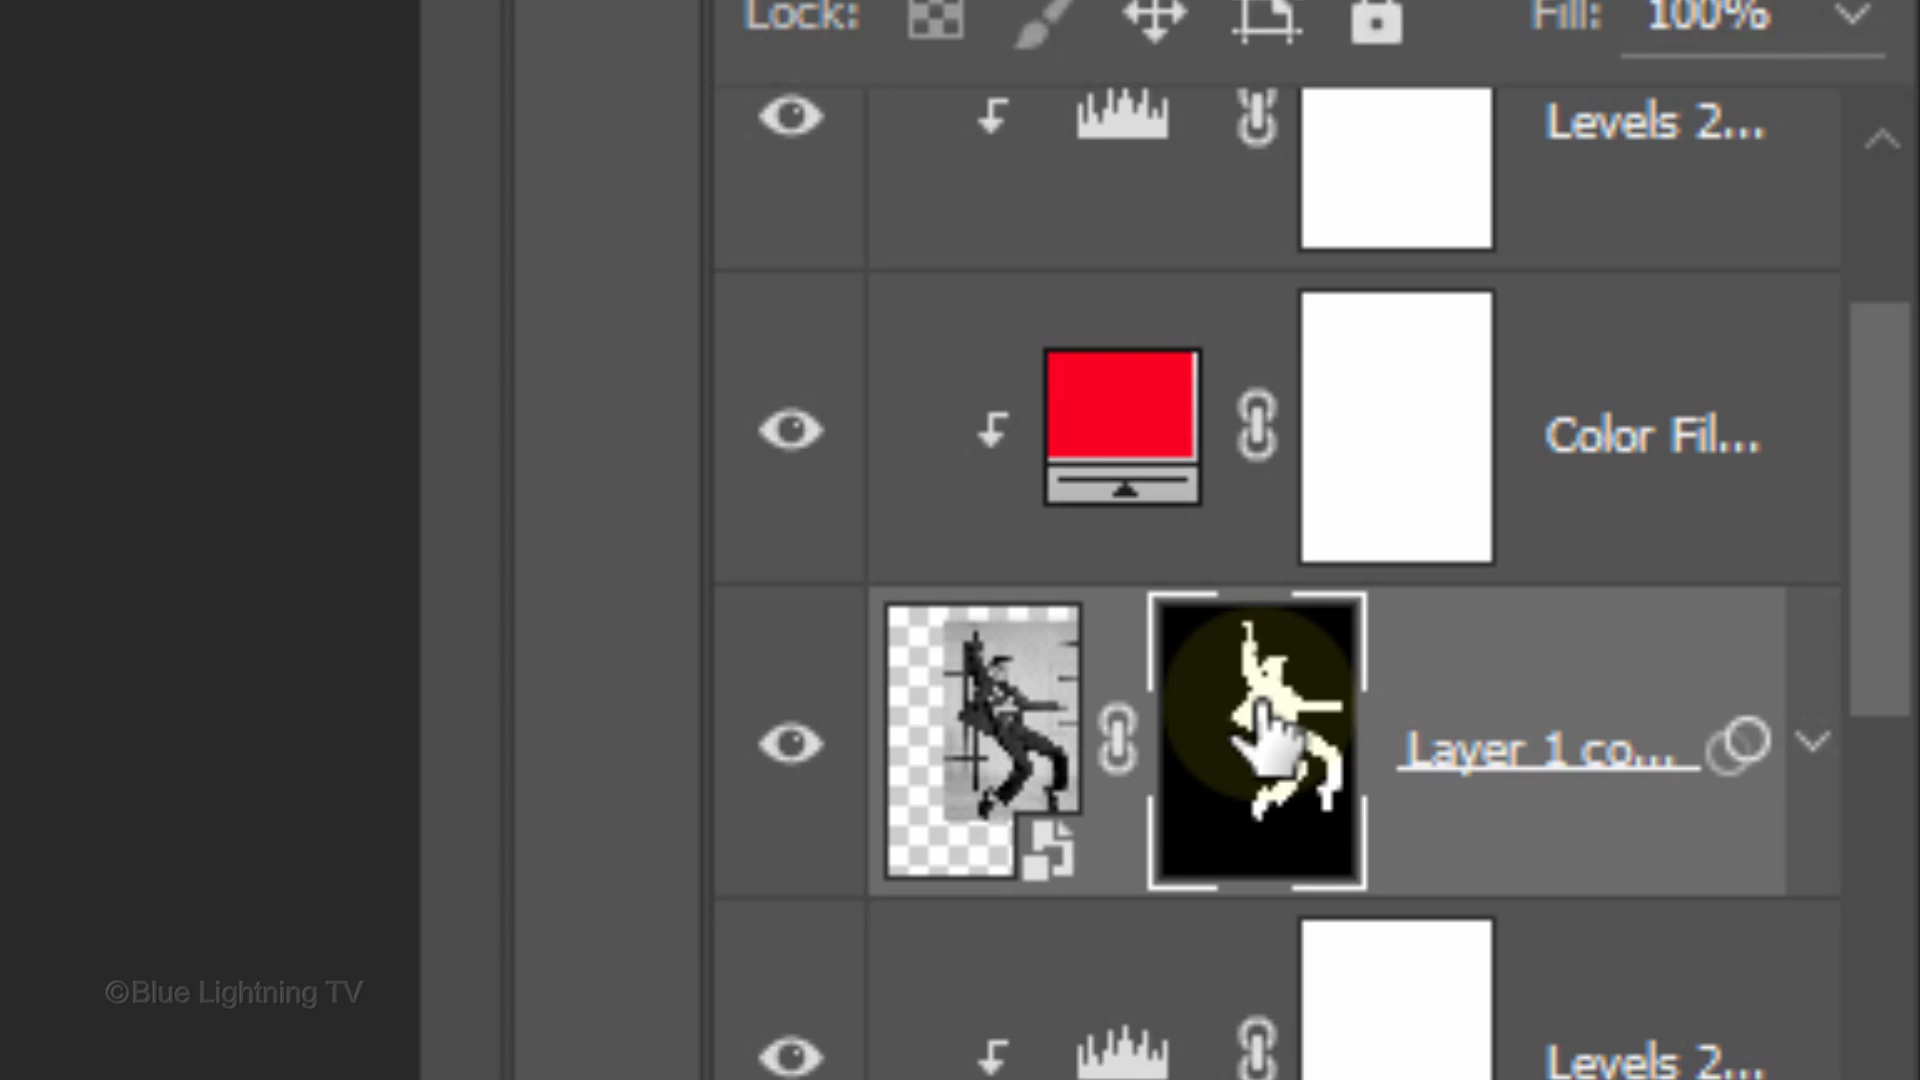 Lock:
Fill: 100%
Levels 2...
Color Fil...
Layer 1 co...
©Blue Lightning TV
Levels 2...